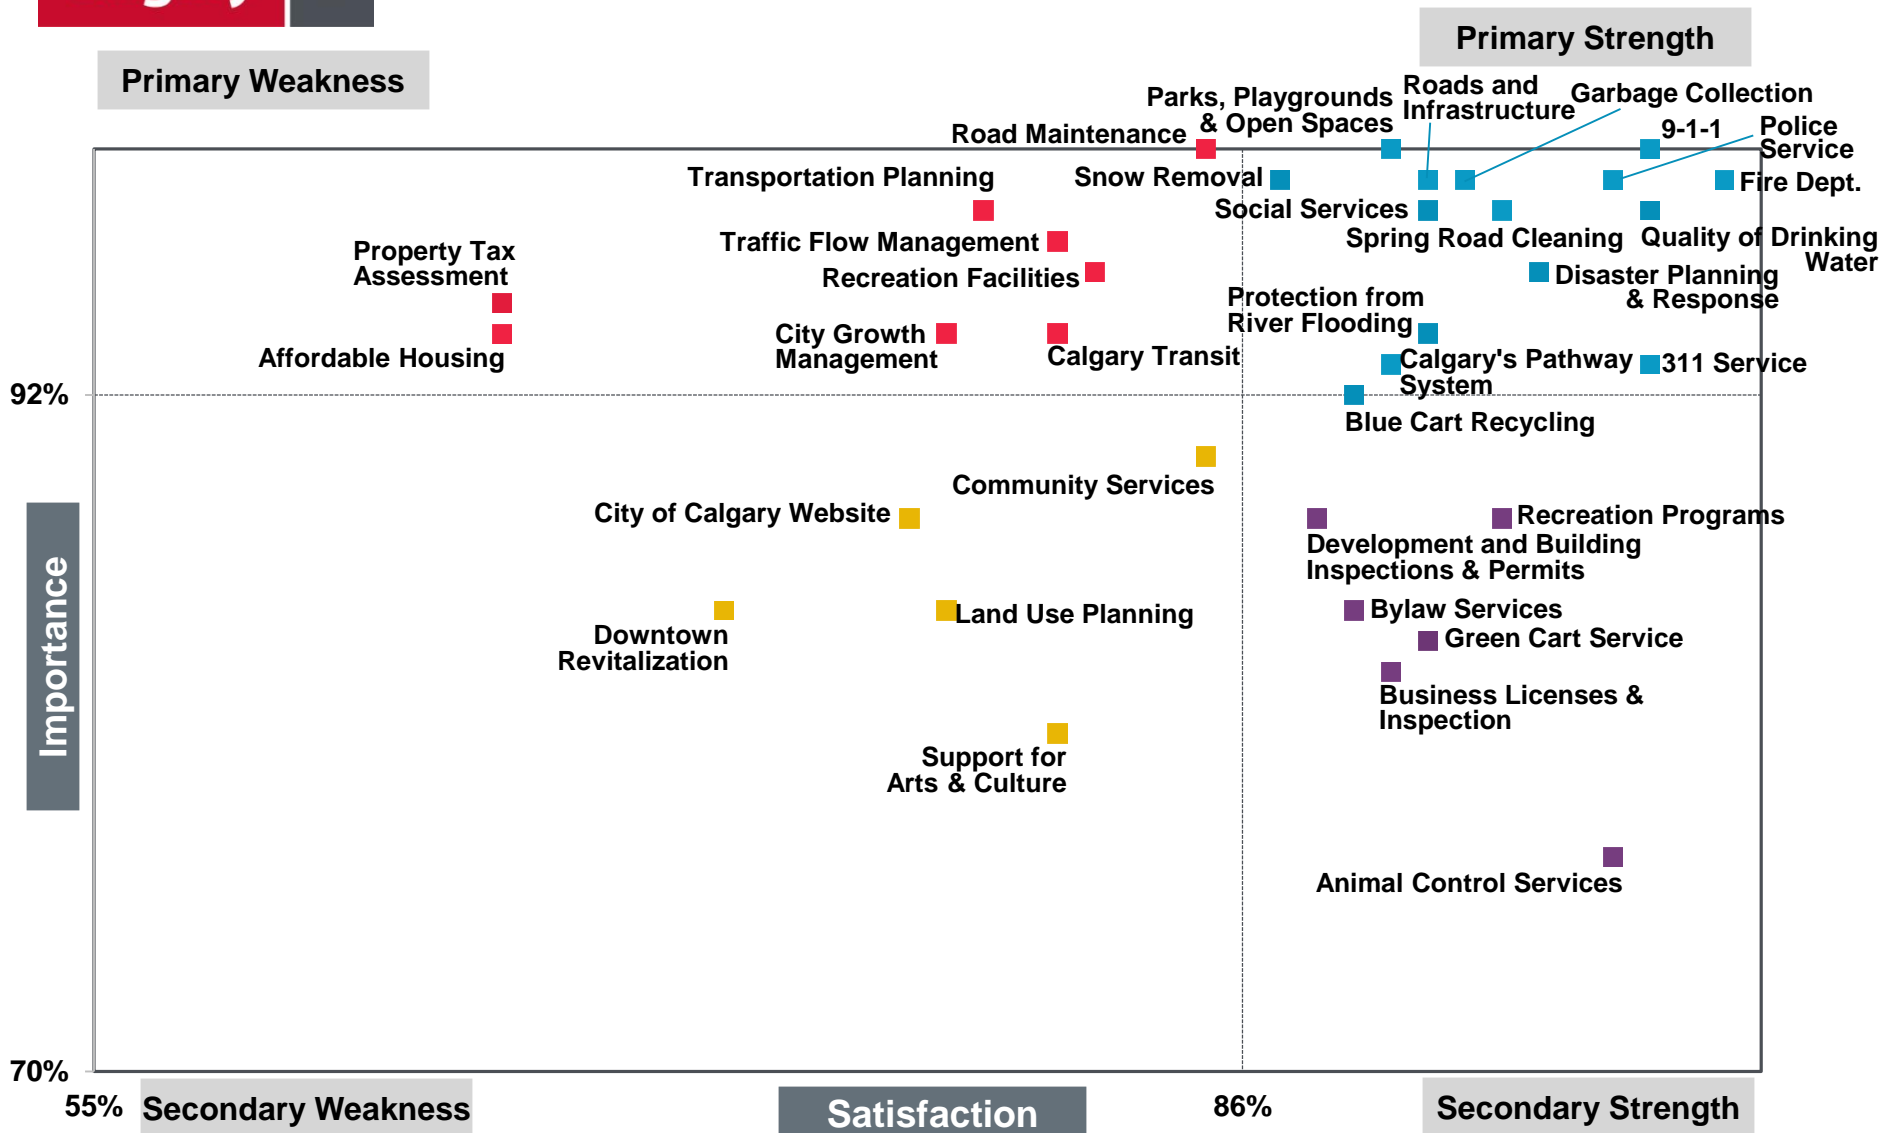 Primary Strength
Primary Weakness
Roads and
Infrastructure
Garbage Collection
Parks, Playgrounds
& Open Spaces
9-1-1
Police
Service
Road Maintenance
Transportation Planning
Snow Removal
Fire Dept.
Social Services
Traffic Flow Management
Spring Road Cleaning
Quality of Drinking
Water
Property Tax
Assessment
Recreation Facilities
Disaster Planning
& Response
Protection from
River Flooding
City Growth
Management
Calgary Transit
Affordable Housing
Calgary's Pathway
System
311 Service
92%
Blue Cart Recycling
Community Services
City of Calgary Website
Recreation Programs
Development and Building
Inspections & Permits
Importance
Bylaw Services
Land Use Planning
Downtown
Revitalization
Green Cart Service
Business Licenses &
Inspection
Support for
Arts & Culture
Animal Control Services
70%
55%
Secondary Weakness
Satisfaction
86%
Secondary Strength